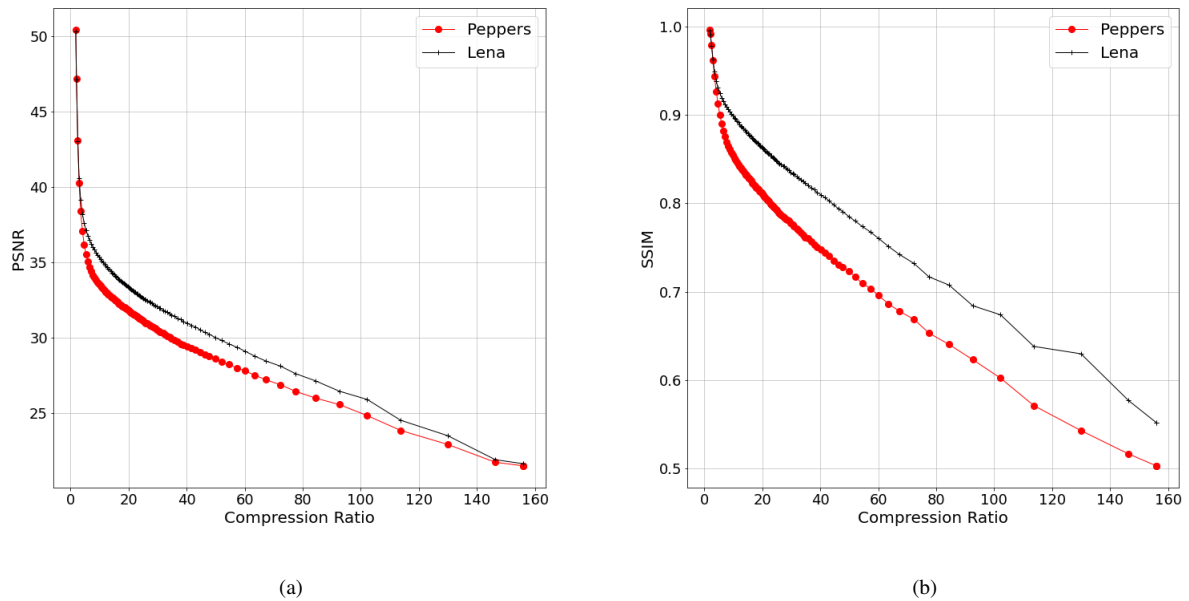 Peppers
Lena
50
45
40
35
30
25
PSNR
0 20 40 60 80 100 120 140 160
Compression Ratio
(a)
Peppers
Lena
1.0
0.9
0.8
0.7
0.6
0.5
SSIM
0 20 40 60 80 100 120 140 160
Compression Ratio
(b)